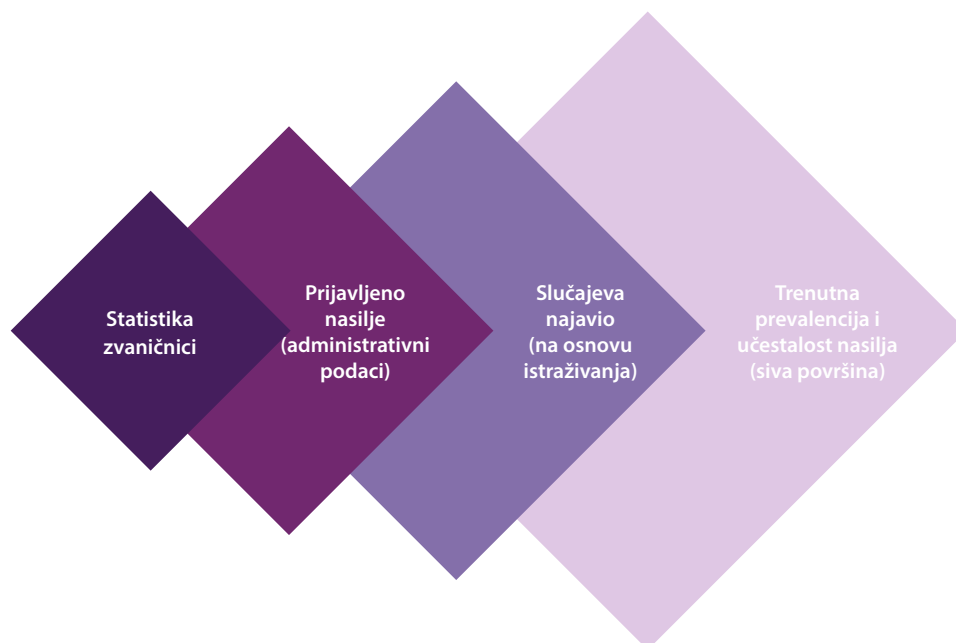 Statistika
zvaničnici
Prijavljeno
nasilje
(administrativni
podaci)
Slučajeva
najavio
(na osnovu
istraživanja)
Trenutna
prevalencija i
učestalost nasilja
(siva površina)